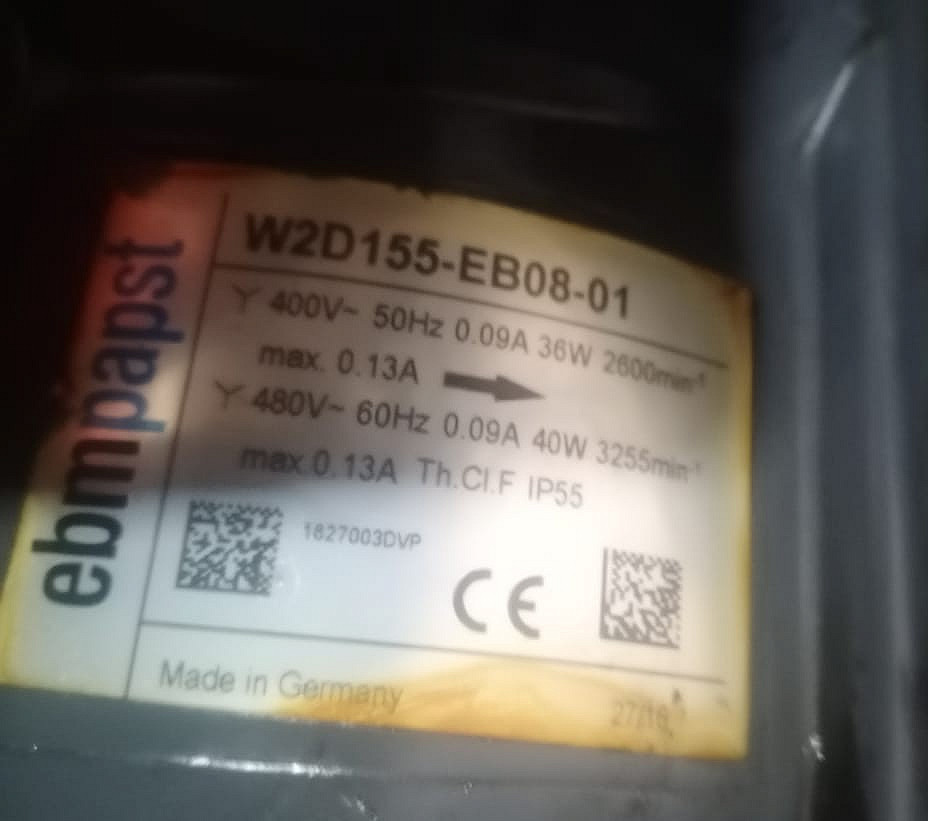 ebmpapst
W2D155-EB08-01
Y 400V~ 50Hz 0.09A 36W 2600min-1
max. 0.13A
Y 480V~ 60Hz 0.09A 40W 3255min-1
max.0.13A Th.Cl.F IP55
1827003DVP
CE
Made in Germany
27/18